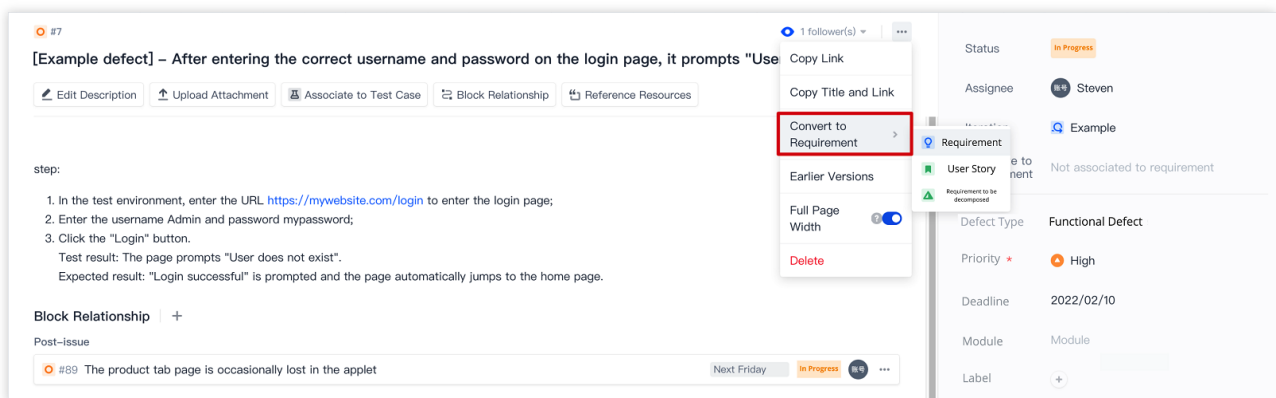 #7
1 follower(s)
[Example defect] – After entering the correct username and password on the login page, it prompts "Use
Edit Description
Upload Attachment
Associate to Test Case
Block Relationship
Reference Resources
step:
1. In the test environment, enter the URL https://mywebsite.com/login to enter the login page;
2. Enter the username Admin and password mypassword;
3. Click the "Login" button.
Test result: The page prompts "User does not exist".
Expected result: "Login successful" is prompted and the page automatically jumps to the home page.
Block Relationship
Post–issue
#89 The product tab page is occasionally lost in the applet
Next Friday
In Progress
账号
Copy Link
Copy Title and Link
Convert to
Requirement
Earlier Versions
Full Page
Width
Delete
Requirement
User Story
Requirement to be
decomposed
Status
In Progress
Assignee
账号
Steven
Example
e to
ment
Not associated to requirement
Defect Type
Functional Defect
Priority *
High
Deadline
2022/02/10
Module
Module
Label